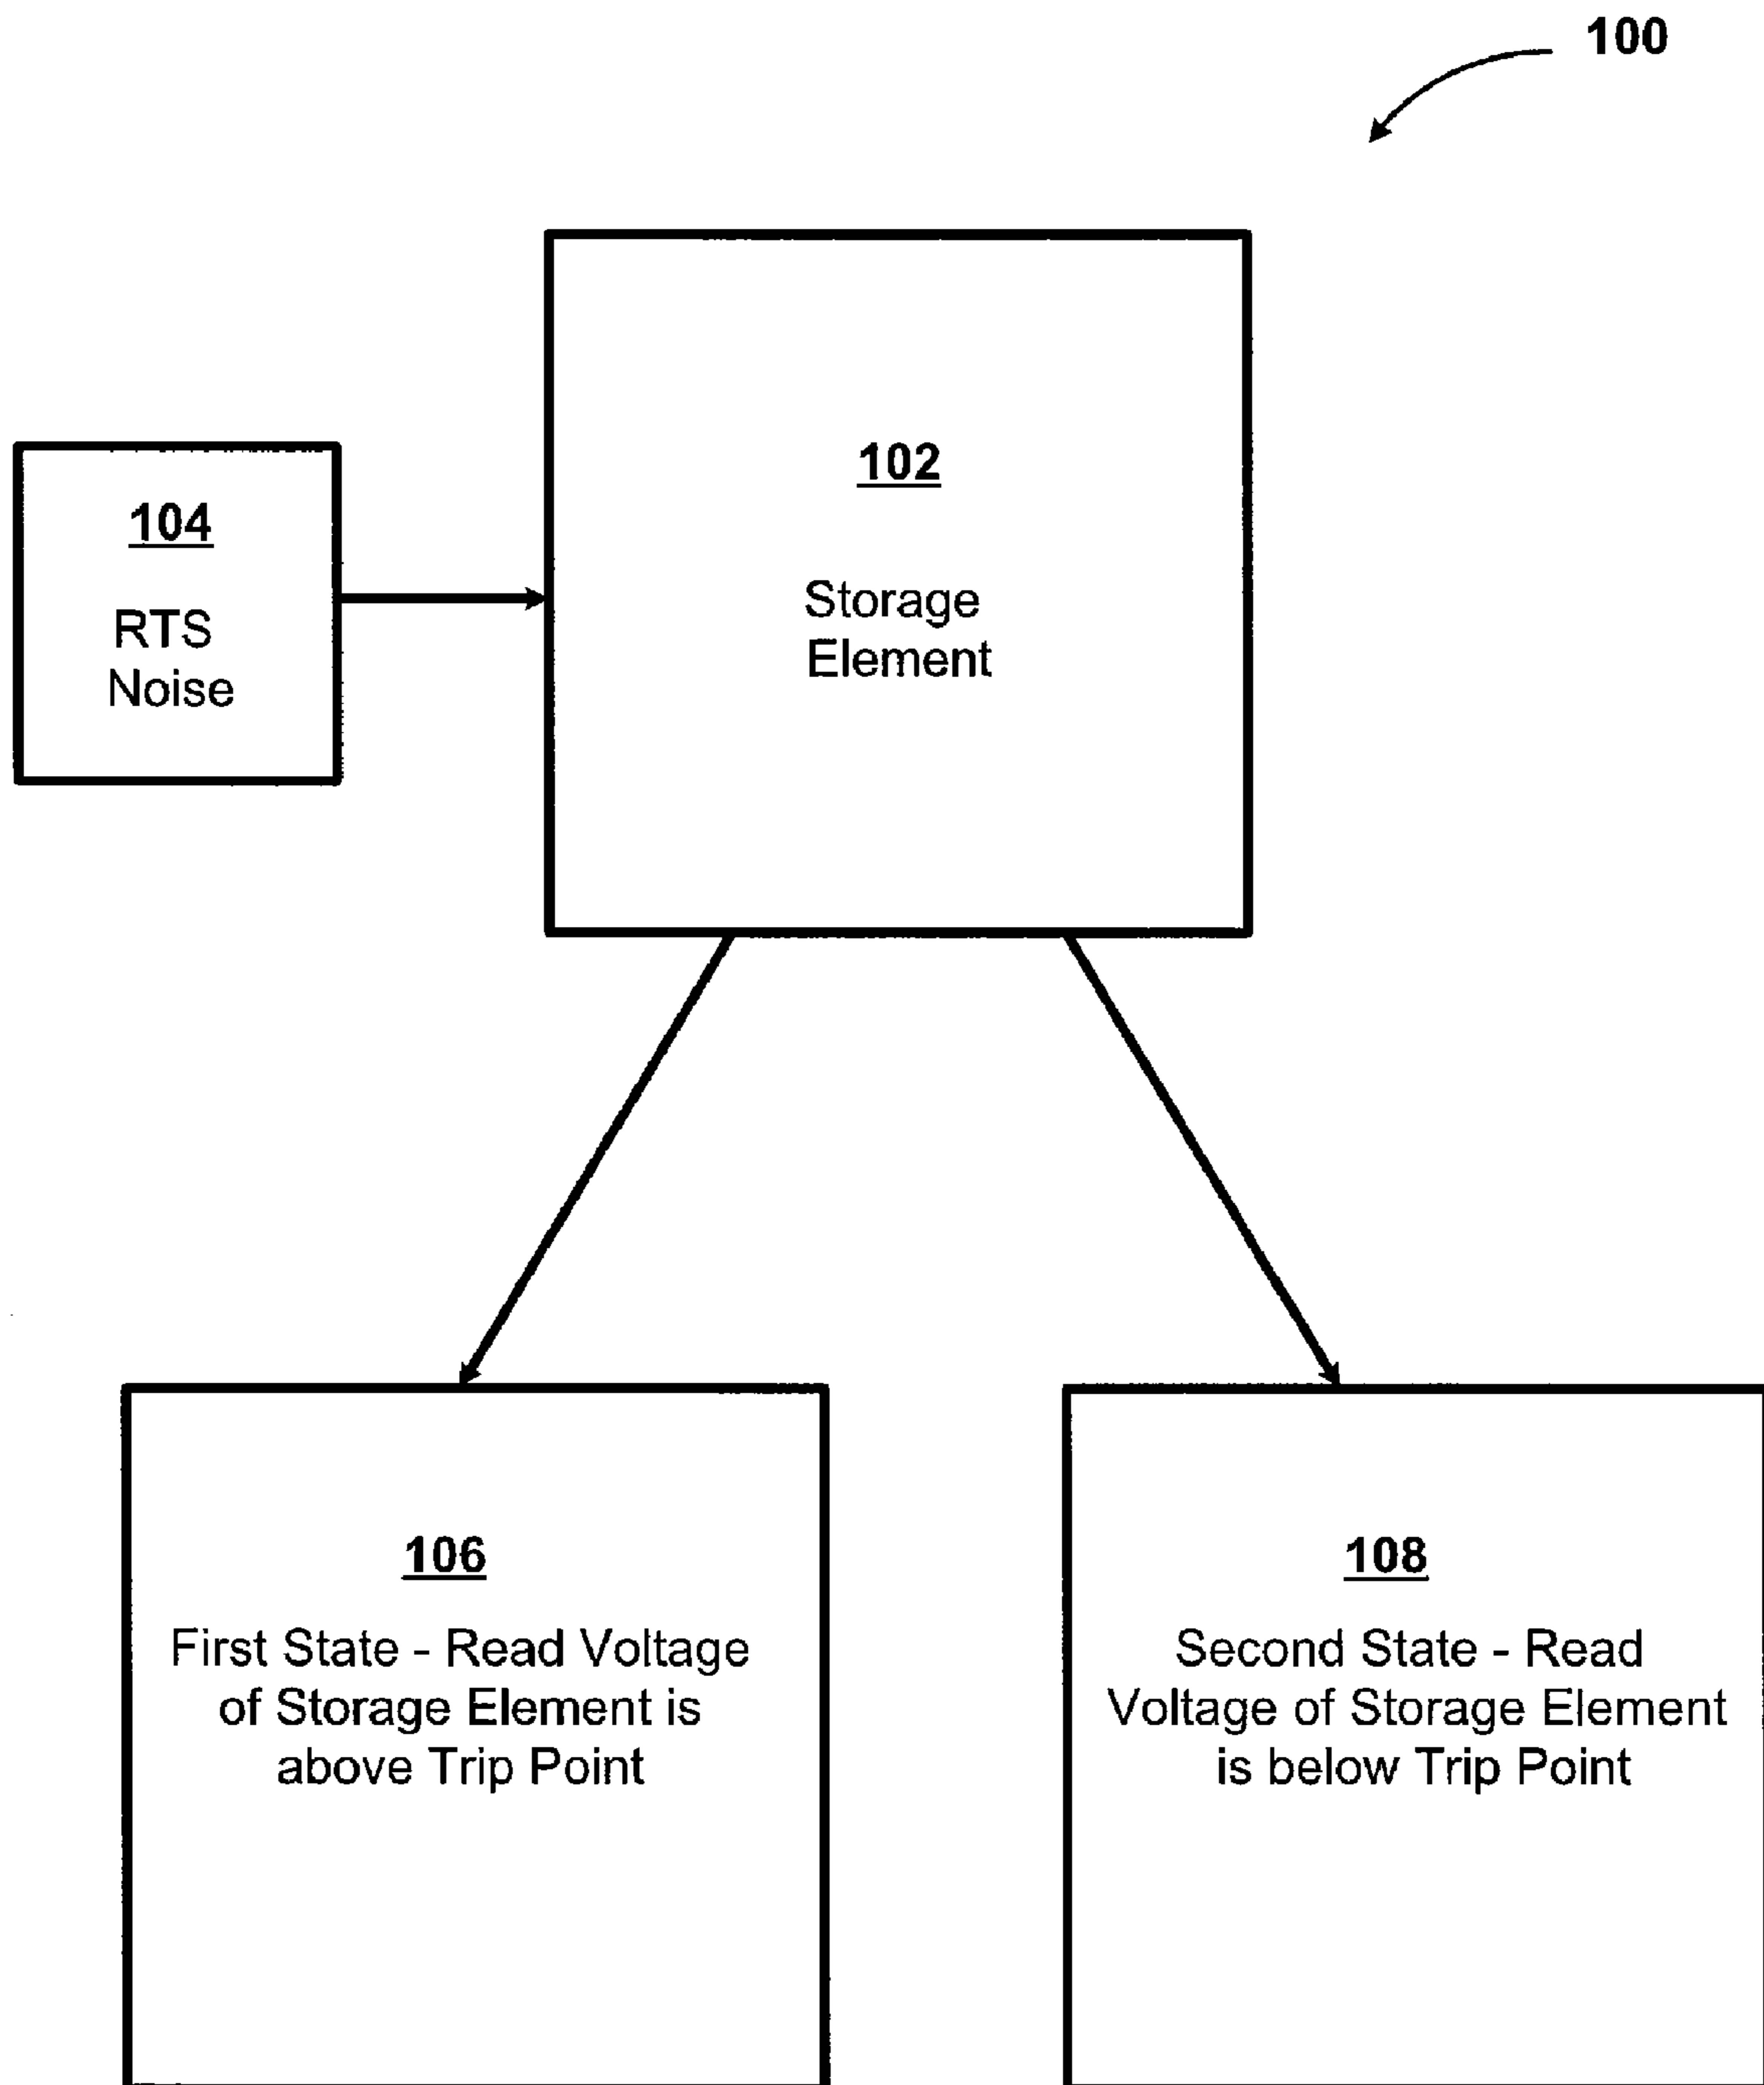 100
102
Storage
Element
104
RTS
Noise
106
First State - Read Voltage
of Storage Element is
above Trip Point
108
Second State - Read
Voltage of Storage Element
is below Trip Point